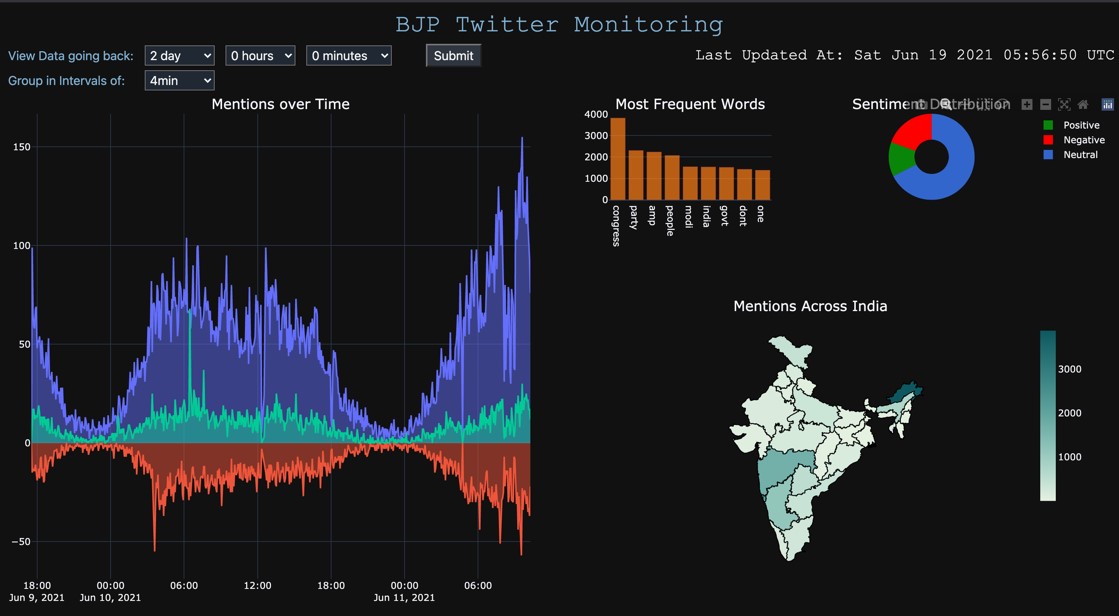 BJP Twitter Monitoring
View Data going back: 2 day 0 hours 0 minutes Submit
Last Updated At: Sat Jun 19 2021 05:56:50 UTC
Group in Intervals of: 4min
Mentions over Time
150
100
50
0
−50
18:00 00:00 06:00 12:00 18:00 00:00 06:00
Jun 9, 2021 Jun 10, 2021 Jun 11, 2021
Most Frequent Words
4000
3000
2000
1000
0
congress
party
amp
people
modi
india
govt
dont
one
Sentiment Distribution
Positive
Negative
Neutral
Mentions Across India
3000
2000
1000